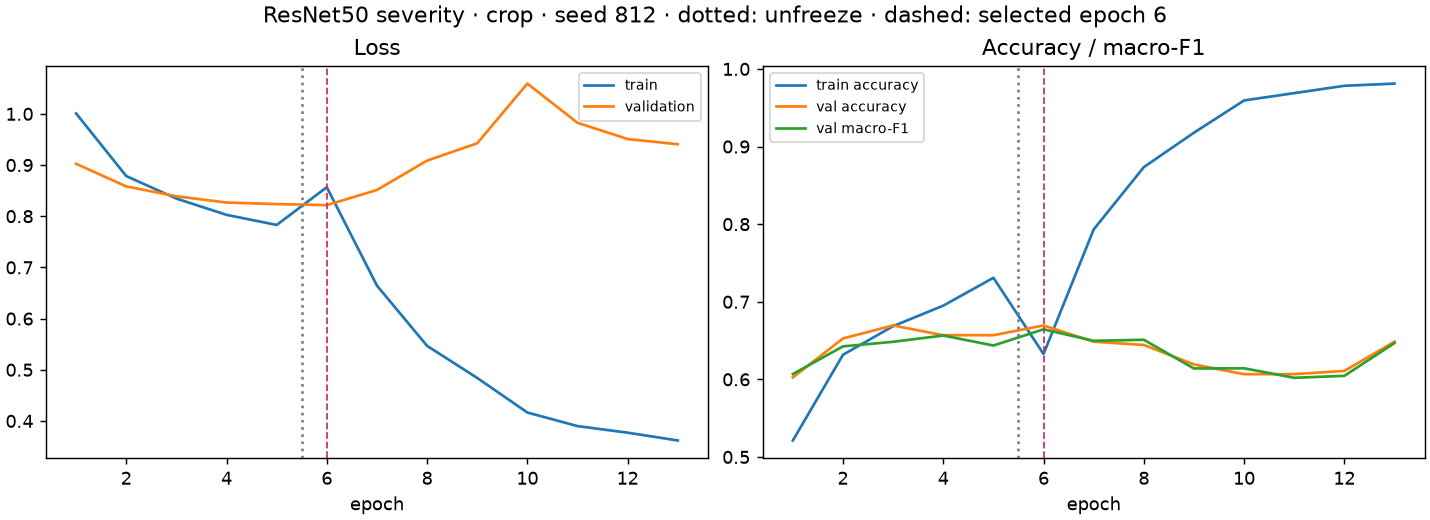 ResNet50 severity · crop · seed 812 · dotted: unfreeze · dashed: selected epoch 6
Loss
train
validation
1.0
0.9
0.8
0.7
0.6
0.5
0.4
2 4 6 8 10 12
epoch
Accuracy / macro-F1
train accuracy
val accuracy
val macro-F1
1.0
0.9
0.8
0.7
0.6
0.5
2 4 6 8 10 12
epoch